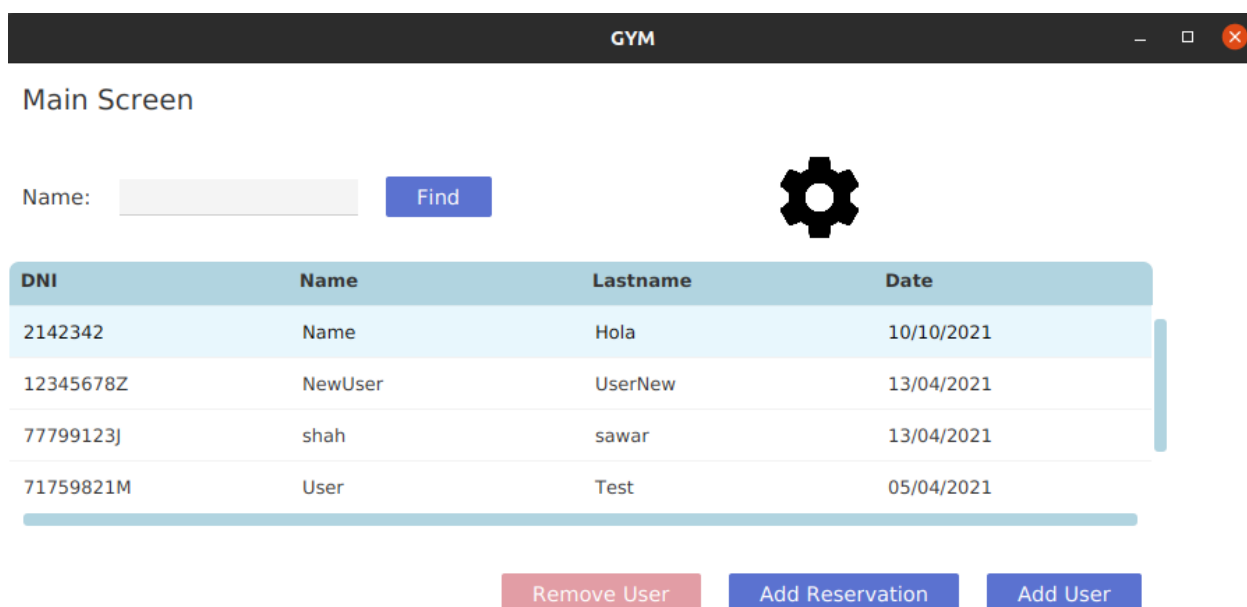 GYM
Main Screen
Name: Find
DNI Name Lastname Date
2142342 Name Hola 10/10/2021
12345678Z NewUser UserNew 13/04/2021
77799123J shah sawar 13/04/2021
71759821M User Test 05/04/2021
Remove User Add Reservation Add User